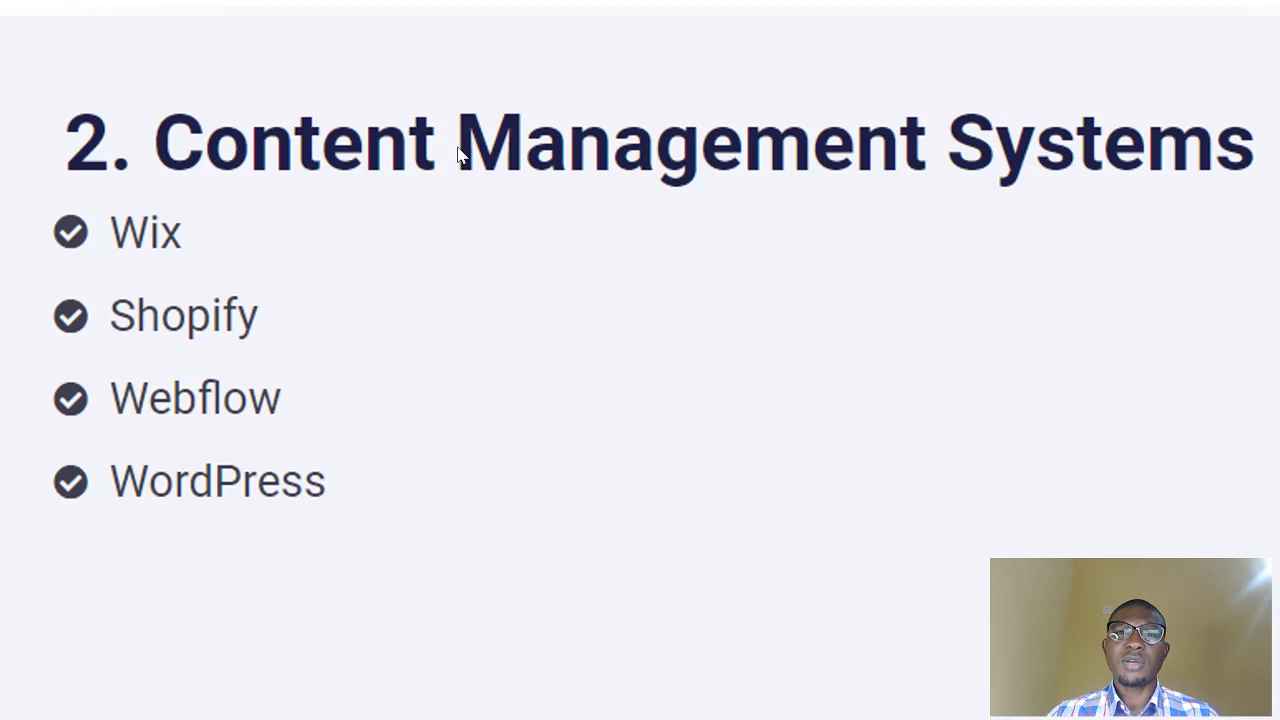 2. Content Management Systems
Wix
Shopify
Webflow
WordPress